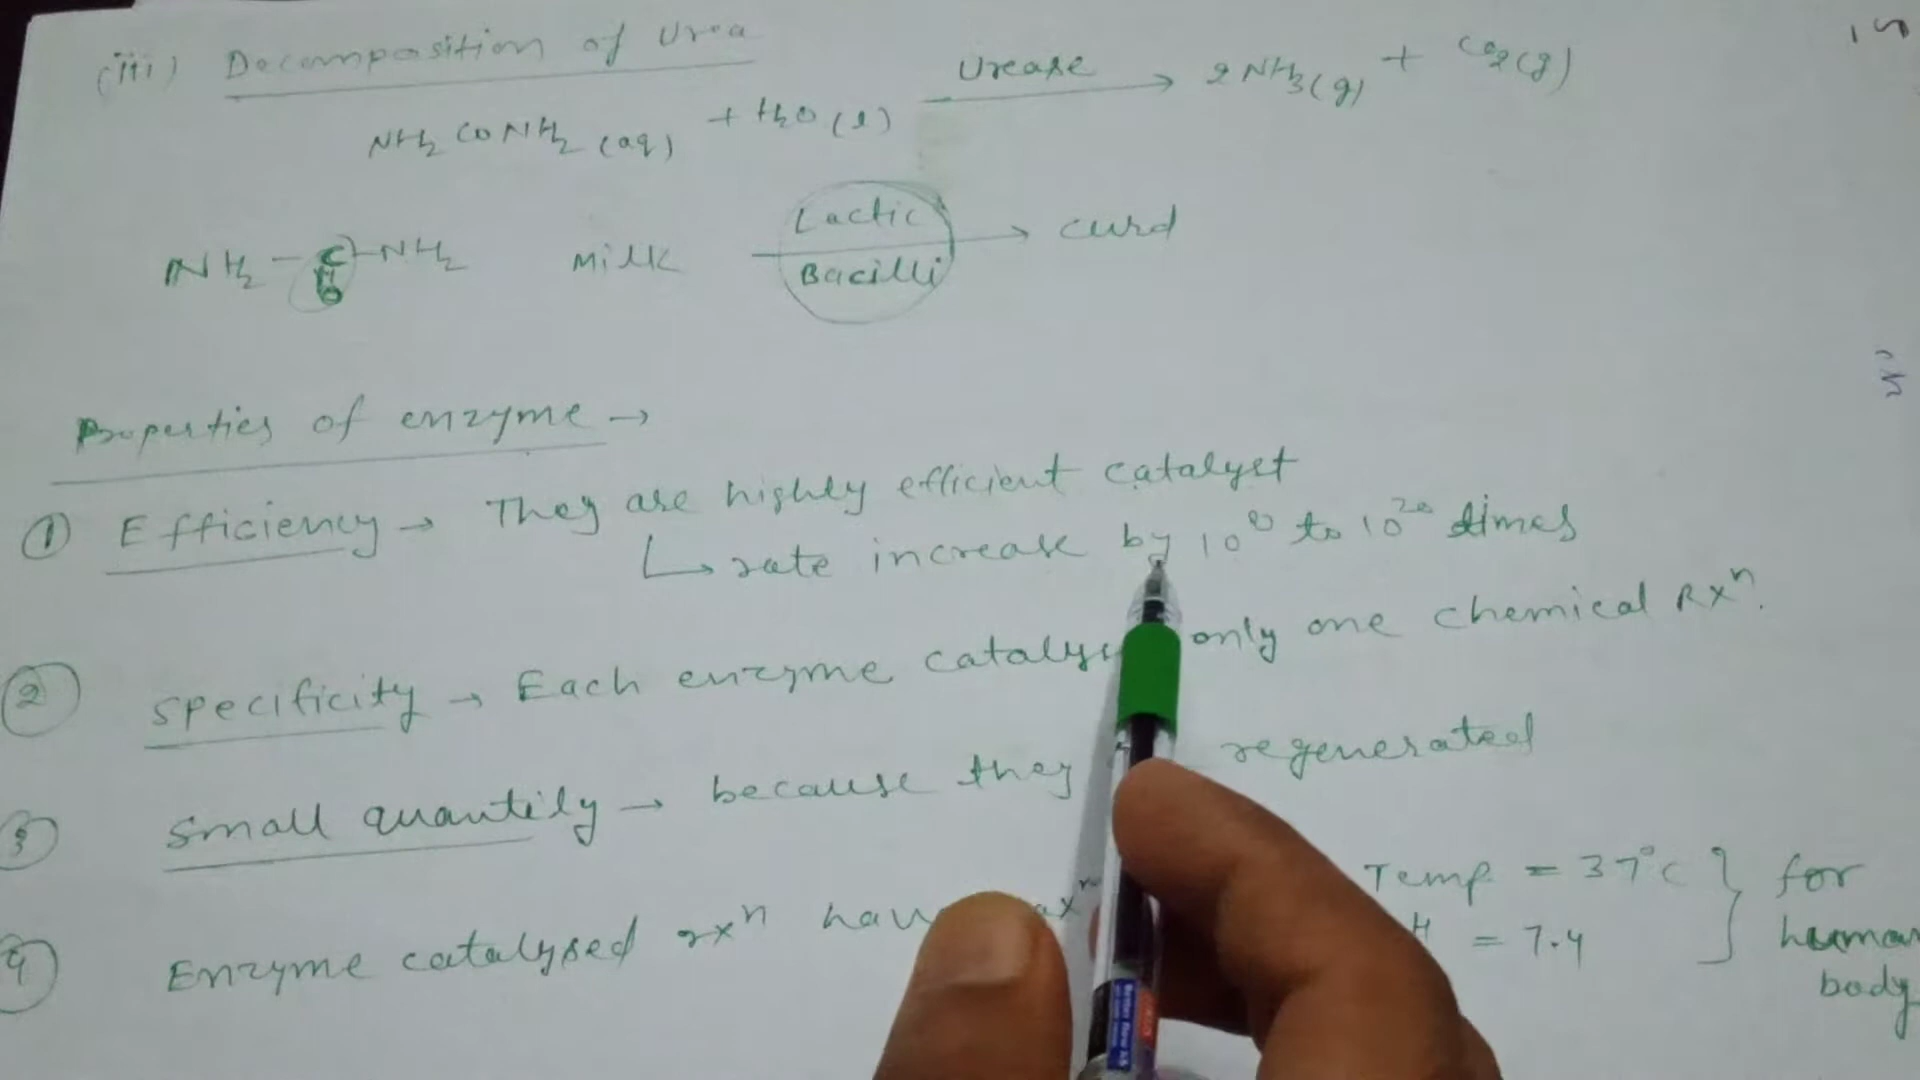 (iii) Decomposition of Urea
NH₂CONH₂(aq) + H₂O(l) Urease → 2NH₃(g) + CO₂(g)
NH₂-C-NH₂
O
Milk Lactic Bacilli → curd
Properties of enzyme →
① Efficiency → They are highly efficient catalyst
↳ rate increase by 10⁸ to 10²⁰ times
② specificity → Each enzyme only one chemical Rxⁿ.
③ small quantity → because they regenerated
④ Enzyme catalysed rxⁿ Temp = 37°C } for
= 7.4 human
body